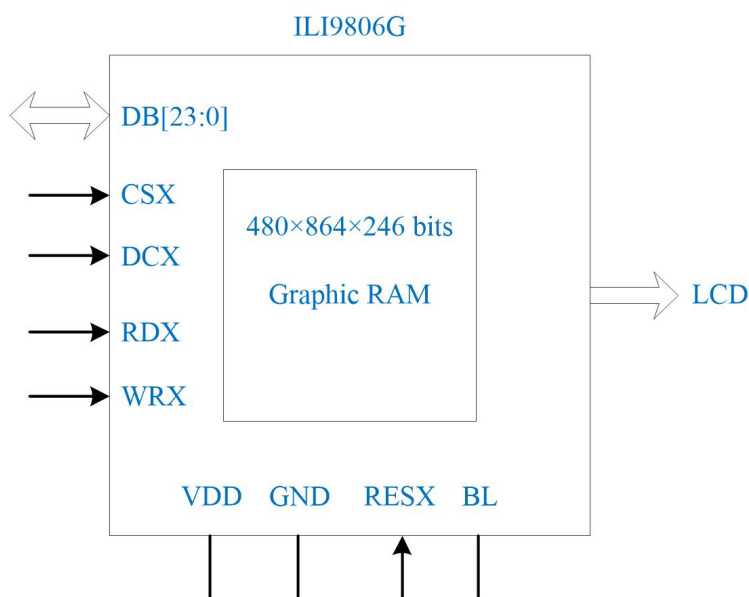 ILI9806G
DB[23:0]
CSX
DCX
RDX
WRX
480×864×246 bits
Graphic RAM
LCD
VDD GND RESX BL